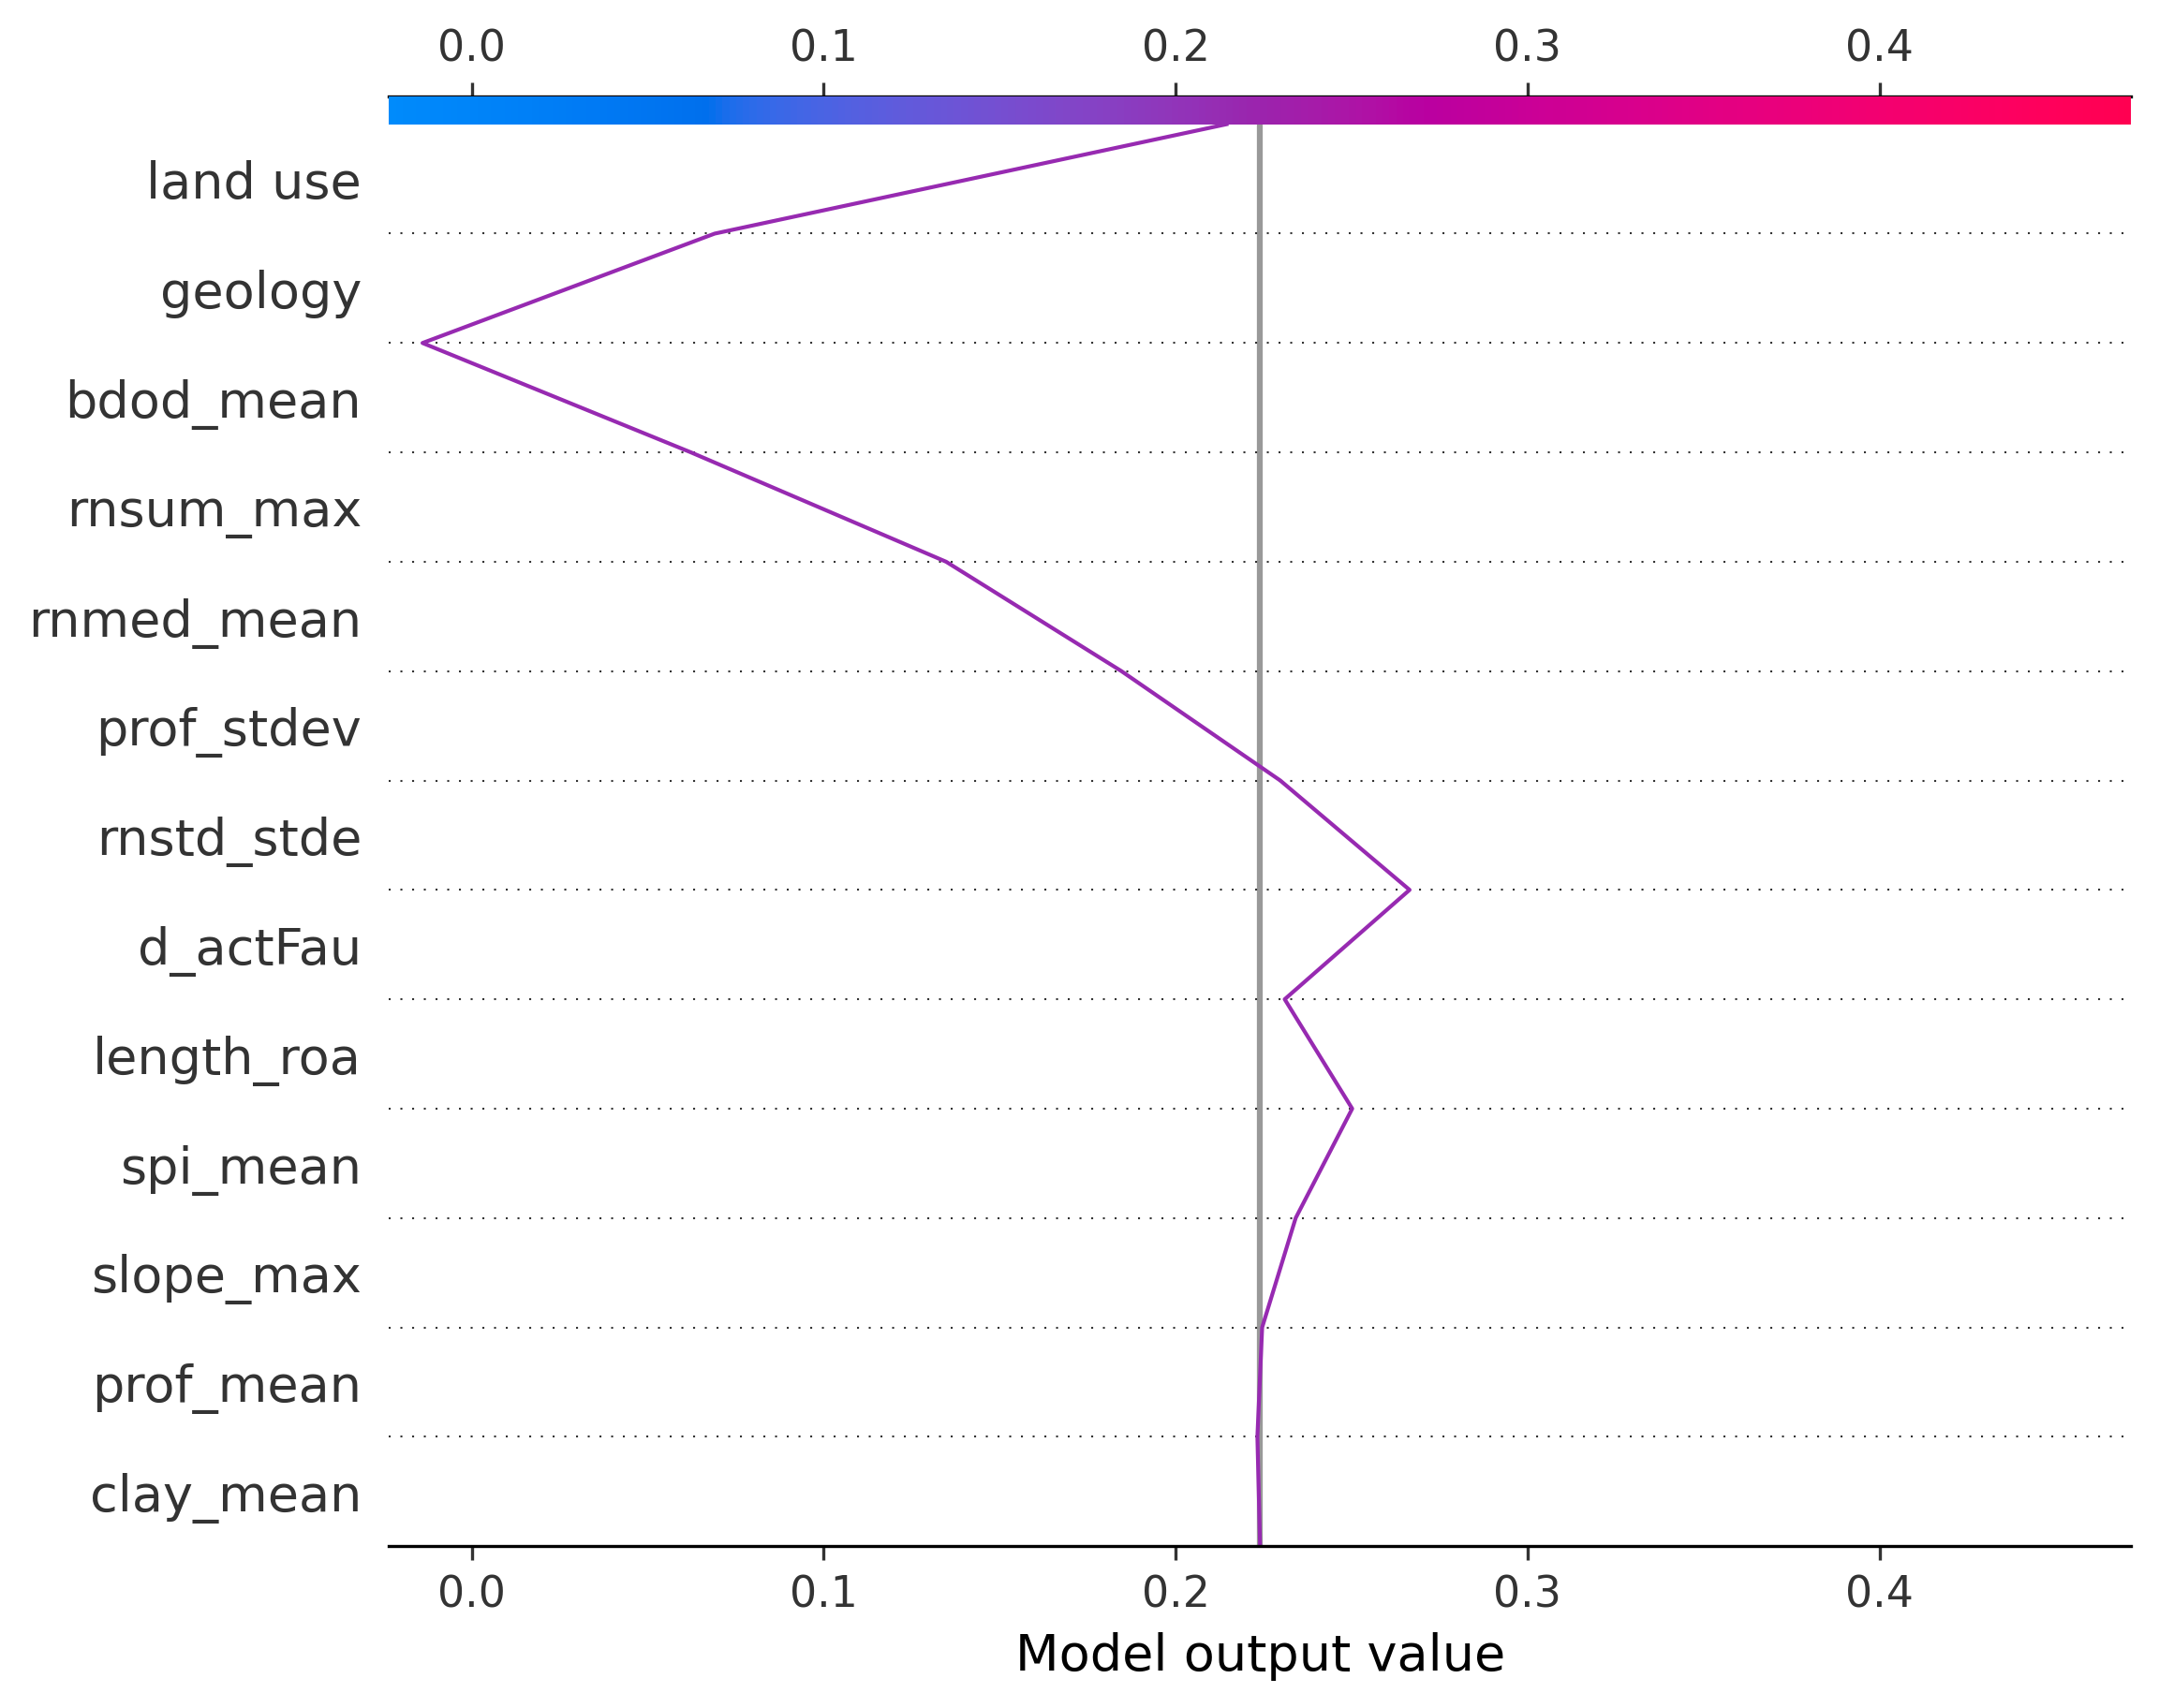 0.0 0.1 0.2 0.3 0.4
land use
geology
bdod_mean
rnsum_max
rnmed_mean
prof_stdev
rnstd_stde
d_actFau
length_roa
spi_mean
slope_max
prof_mean
clay_mean
0.0 0.1 0.2 0.3 0.4
Model output value